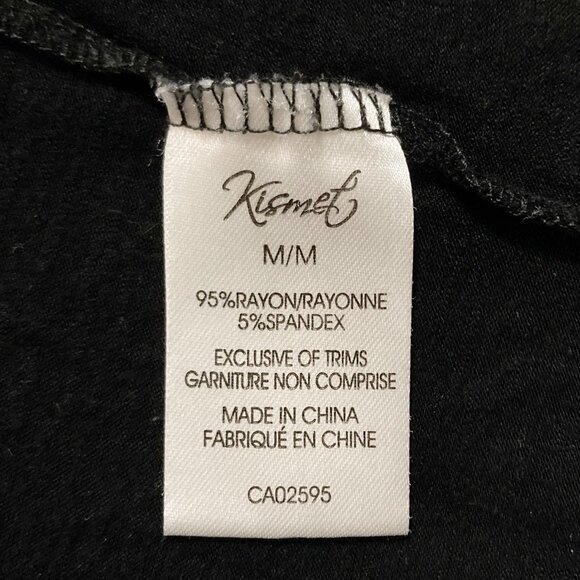 Kismet
M/M
95%RAYON/RAYONNE
5%SPANDEX
EXCLUSIVE OF TRIMS
GARNITURE NON COMPRISE
MADE IN CHINA
FABRIQUÉ EN CHINE
CA02595